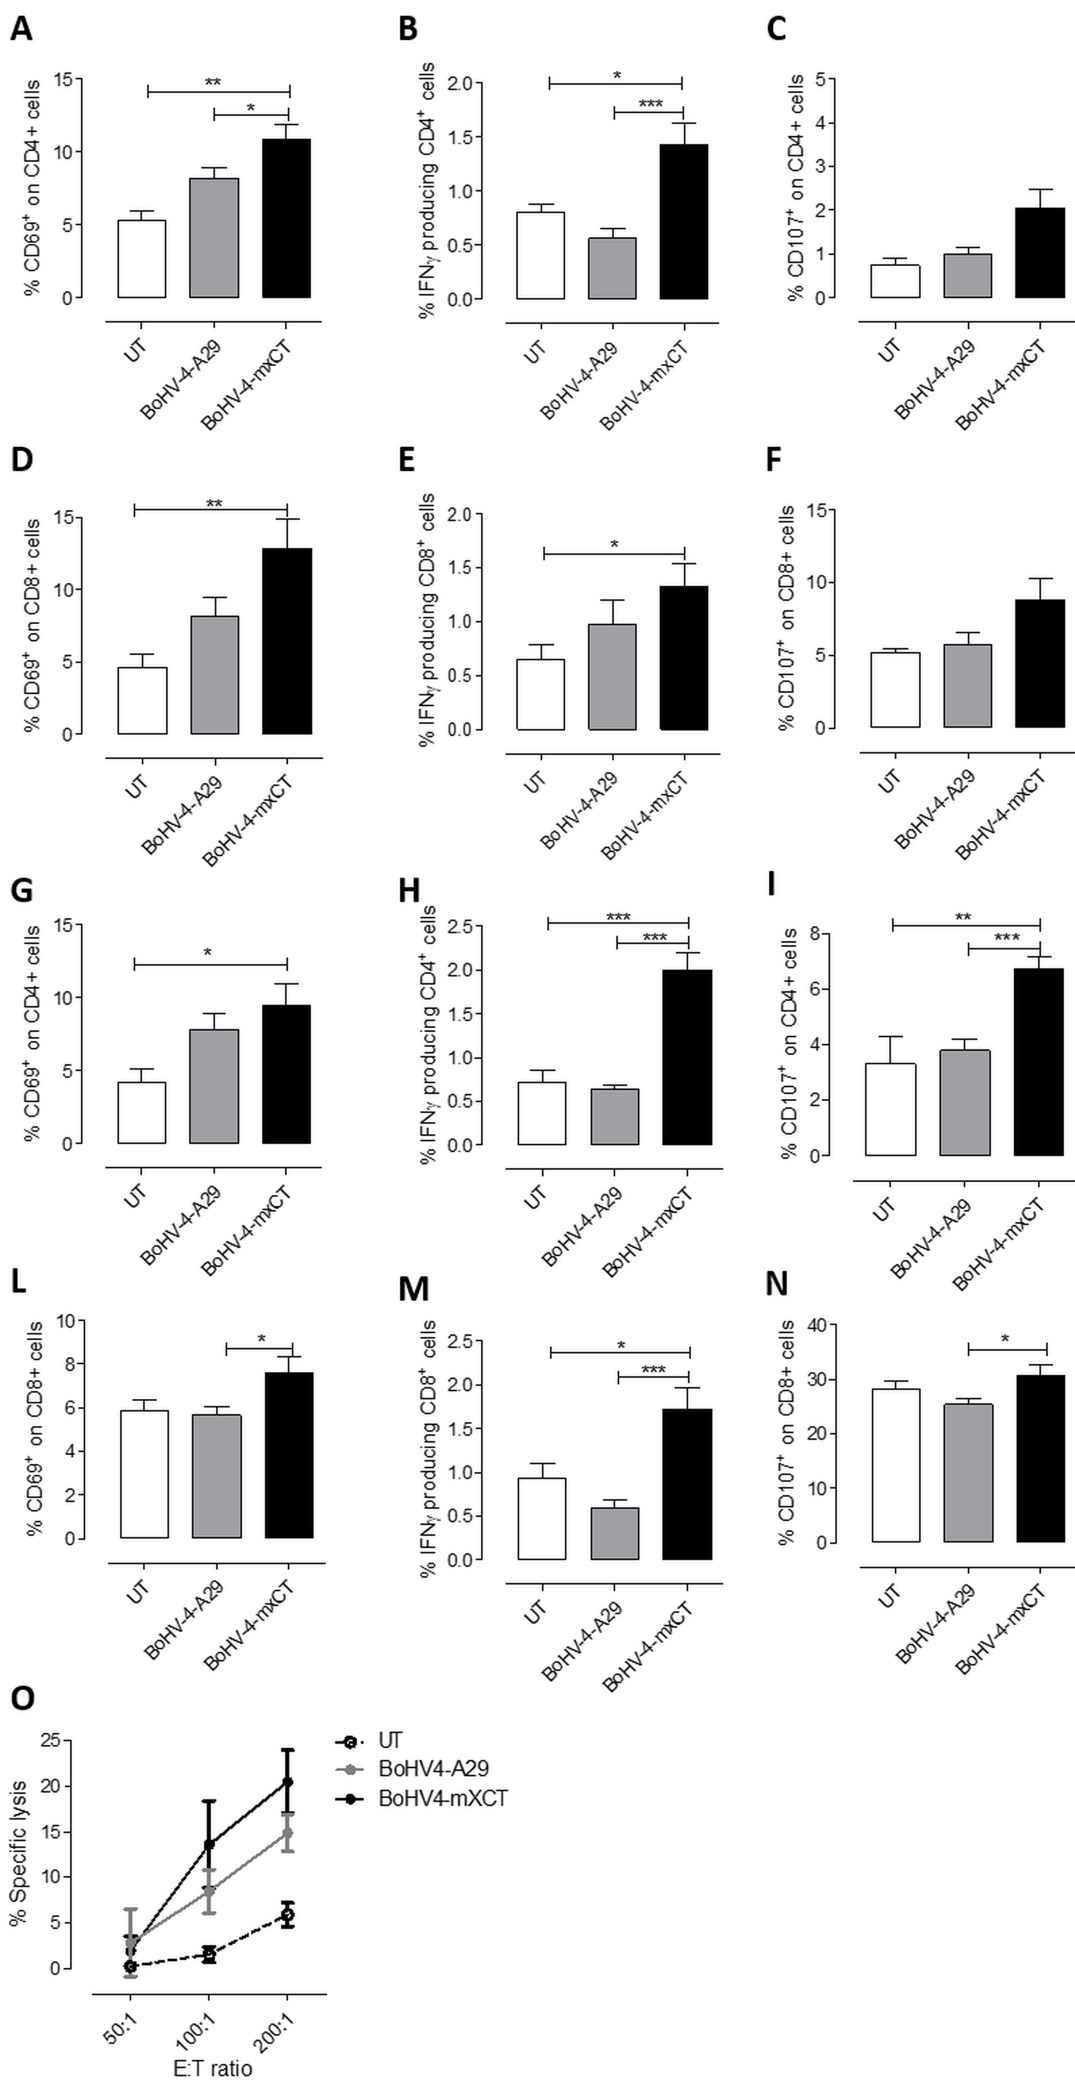 A
% CD69+ on CD4+ cells
15
10
5
0
**
*
UT
BoHV-4-A29
BoHV-4-mxCT
B
% IFNγ producing CD4+ cells
2.0
1.5
1.0
0.5
0.0
*
***
UT
BoHV-4-A29
BoHV-4-mxCT
C
% CD107+ on CD4+ cells
5
4
3
2
1
0
UT
BoHV-4-A29
BoHV-4-mxCT
D
% CD69+ on CD8+ cells
15
10
5
0
**
UT
BoHV-4-A29
BoHV-4-mxCT
E
% IFNγ producing CD8+ cells
2.0
1.5
1.0
0.5
0.0
*
UT
BoHV-4-A29
BoHV-4-mxCT
F
% CD107+ on CD8+ cells
15
10
5
0
UT
BoHV-4-A29
BoHV-4-mxCT
G
% CD69+ on CD4+ cells
15
10
5
0
*
UT
BoHV-4-A29
BoHV-4-mxCT
H
% IFNγ producing CD4+ cells
2.5
2.0
1.5
1.0
0.5
0.0
***
***
UT
BoHV-4-A29
BoHV-4-mxCT
I
% CD107+ on CD4+ cells
8
6
4
2
0
**
***
UT
BoHV-4-A29
BoHV-4-mxCT
L
% CD69+ on CD8+ cells
10
8
6
4
2
0
*
UT
BoHV-4-A29
BoHV-4-mxCT
M
% IFNγ producing CD8+ cells
2.5
2.0
1.5
1.0
0.5
0.0
*
***
UT
BoHV-4-A29
BoHV-4-mxCT
N
% CD107+ on CD8+ cells
40
30
20
10
0
*
UT
BoHV-4-A29
BoHV-4-mxCT
O
% Specific lysis
25
20
15
10
5
0
50:1
100:1
200:1
E:T ratio
UT
BoHV4-A29
BoHV4-mXCT